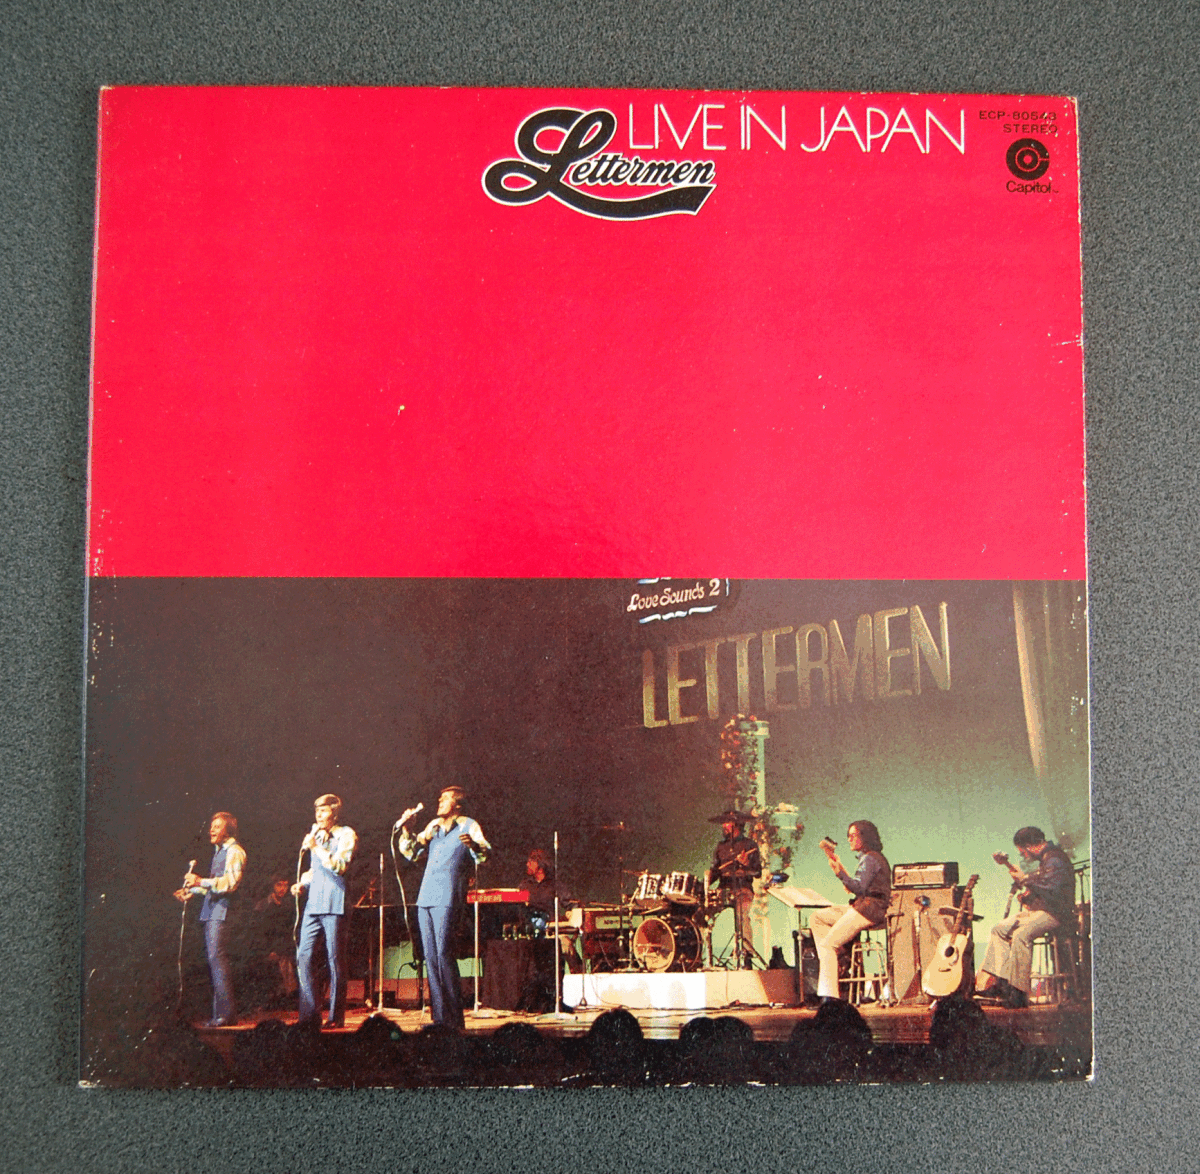 LIVE IN JAPAN
Lettermen
ECP-80543
STEREO
Capitol
Love Sounds 2
LETTERMEN